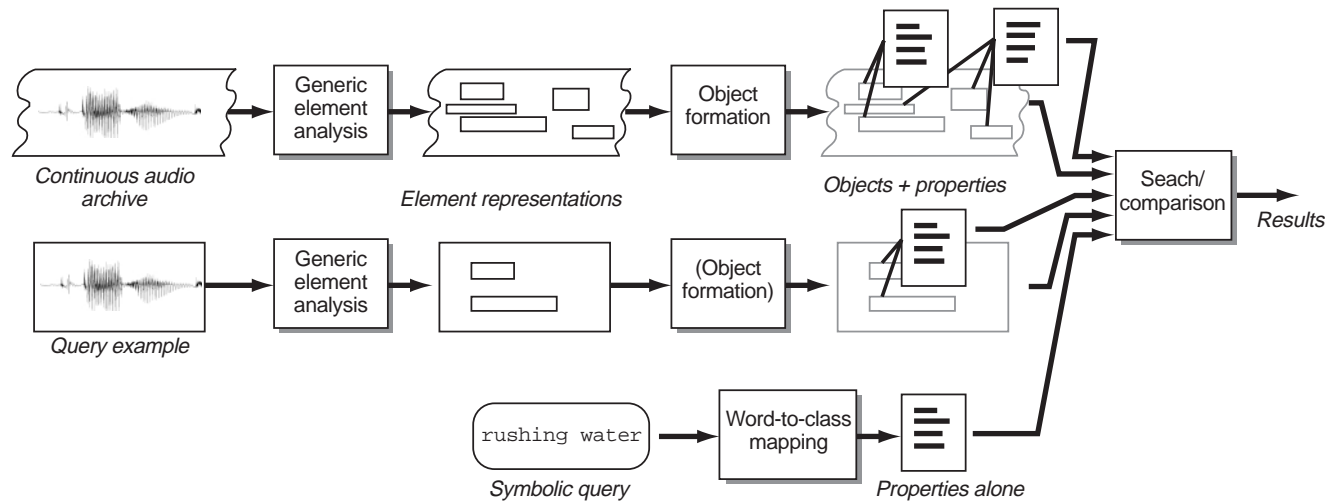 Generic
element
analysis
Object
formation
Seach/
comparison
Continuous audio
archive
Element representations
Objects + properties
Results
Generic
element
analysis
(Object
formation)
Query example
rushing water
Word-to-class
mapping
Symbolic query
Properties alone